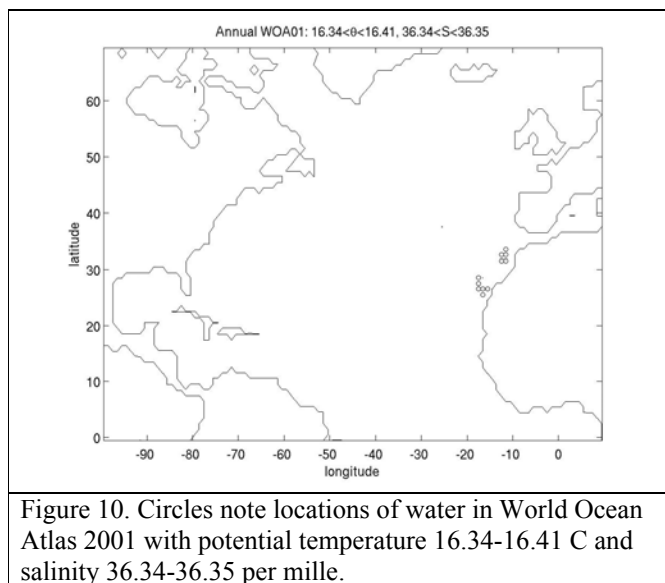 Annual WOA01: 16.34<θ<16.41, 36.34<S<36.35
60
50
40
30
20
10
0
latitude
-90 -80 -70 -60 -50 -40 -30 -20 -10 0
longitude
Figure 10. Circles note locations of water in World Ocean
Atlas 2001 with potential temperature 16.34-16.41 C and
salinity 36.34-36.35 per mille.